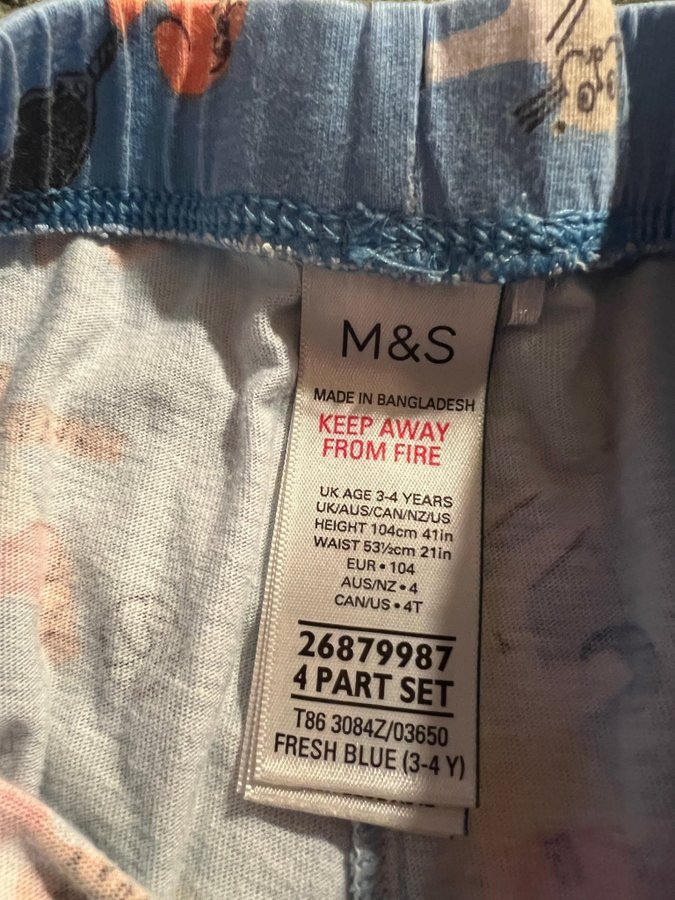 M&S
MADE IN BANGLADESH
KEEP AWAY
FROM FIRE
UK AGE 3-4 YEARS
UK/AUS/CAN/NZ/US
HEIGHT 104cm 41in
WAIST 53½cm 21in
EUR • 104
AUS/NZ • 4
CAN/US • 4T
26879987
4 PART SET
T86 3084Z/03650
FRESH BLUE (3-4 Y)